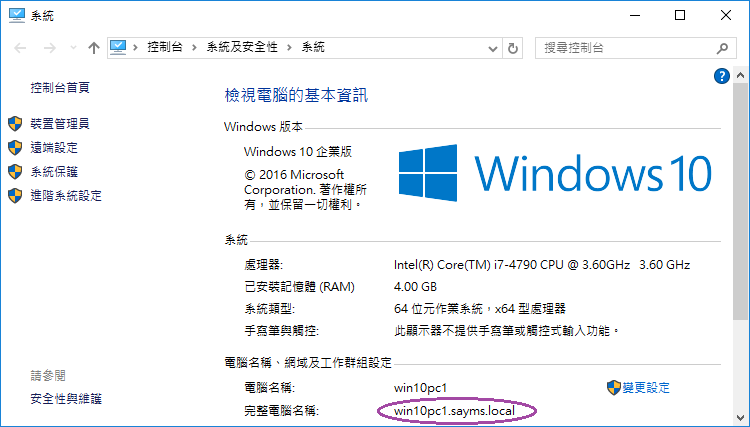 系統
控制台 › 系統及安全性 › 系統
搜尋控制台
控制台首頁
裝置管理員
遠端設定
系統保護
進階系統設定
請參閱
安全性與維護
?
檢視電腦的基本資訊
Windows 版本
Windows 10 企業版
© 2016 Microsoft
Corporation. 著作權所
有，並保留一切權利。
Windows 10
系統
處理器: Intel(R) Core(TM) i7-4790 CPU @ 3.60GHz 3.60 GHz
已安裝記憶體 (RAM) 4.00 GB
系統類型: 64 位元作業系統，x64 型處理器
手寫筆與觸控: 此顯示器不提供手寫筆或觸控式輸入功能。
電腦名稱、網域及工作群組設定
電腦名稱: win10pc1 變更設定
完整電腦名稱: win10pc1.sayms.local